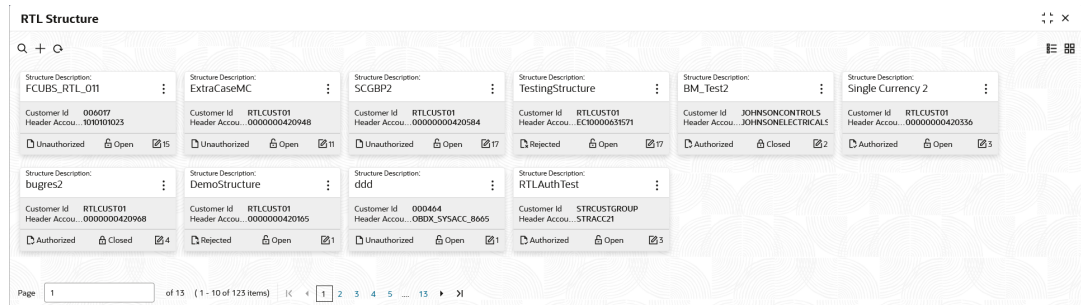 RTL Structure
Structure Description:
FCUBS_RTL_011
Customer Id 006017
Header Accou... 1010101023
Unauthorized Open 15
Structure Description:
ExtraCaseMC
Customer Id RTLCUST01
Header Accou... 0000000420948
Unauthorized Open 11
Structure Description:
SCGBP2
Customer Id RTLCUST01
Header Accou... 00000000420584
Unauthorized Open 17
Structure Description:
TestingStructure
Customer Id RTLCUST01
Header Accou... EC10000631571
Rejected Open 17
Structure Description:
BM_Test2
Customer Id JOHNSONCONTROLS
Header Accou... JOHNSONELECTRICALS
Authorized Closed 2
Structure Description:
Single Currency 2
Customer Id RTLCUST01
Header Accou... 00000000420336
Authorized Open 3
Structure Description:
bugres2
Customer Id RTLCUST01
Header Accou... 0000000420968
Authorized Closed 4
Structure Description:
DemoStructure
Customer Id RTLCUST01
Header Accou... 0000000420165
Rejected Open 1
Structure Description:
ddd
Customer Id 000464
Header Accou... OBDX_SYSACC_8665
Unauthorized Open 1
Structure Description:
RTLAuthTest
Customer Id STRCUSTGROUP
Header Accou... STRACC21
Authorized Open 3
Page 1 of 13 (1 - 10 of 123 items) 1 2 3 4 5 .... 13